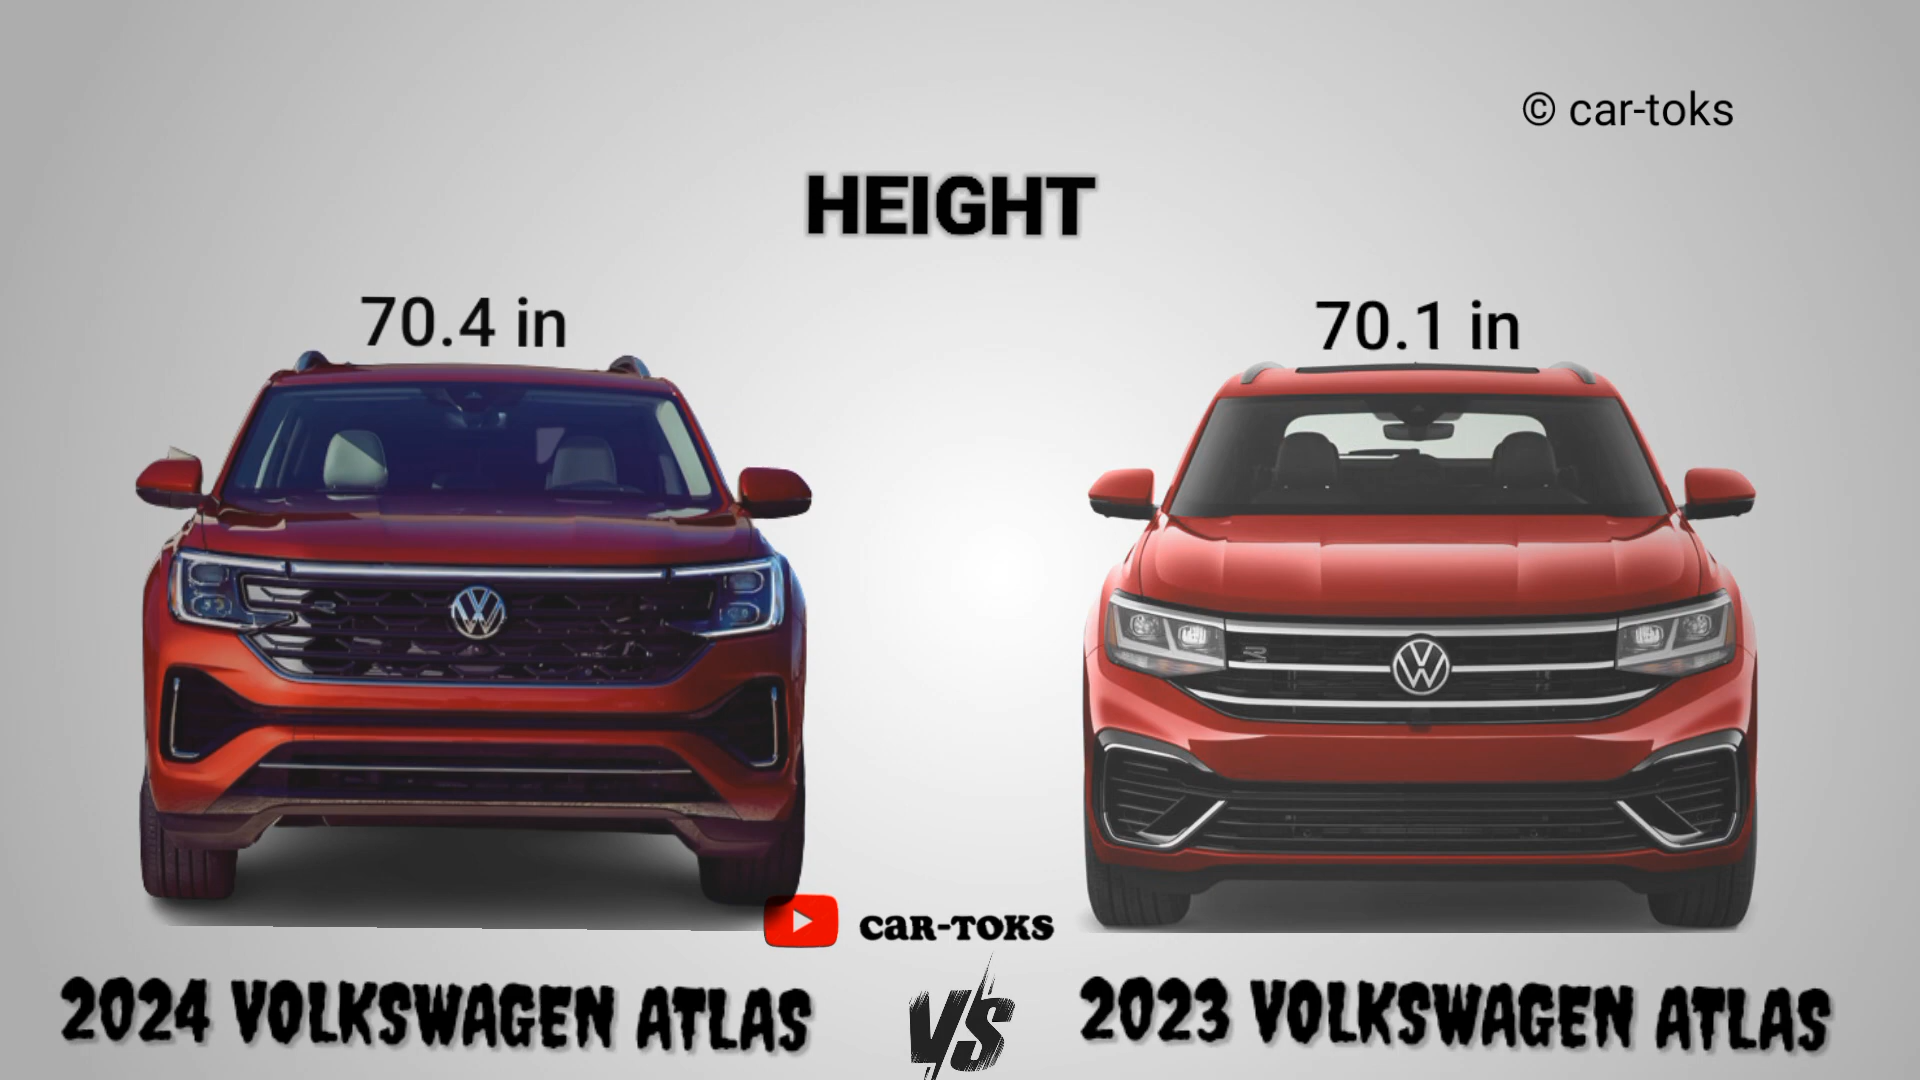 © car-toks
HEIGHT
70.4 in
70.1 in
CAR-TOKS
2024 VOLKSWAGEN ATLAS
VS
2023 VOLKSWAGEN ATLAS